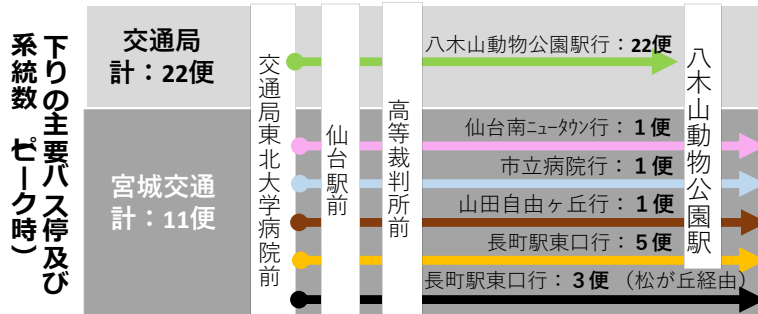 下りの主要バス停及び
系統数 ピーク時)
交通局
計：22便
宮城交通
計：11便
交通局東北大学病院前
仙台駅前
高等裁判所前
八木山動物公園駅
八木山動物公園駅行：22便
仙台南ﾆｭｰﾀｳﾝ行：１便
市立病院行：１便
山田自由ヶ丘行：１便
長町駅東口行：５便
長町駅東口行：３便 （松が丘経由）